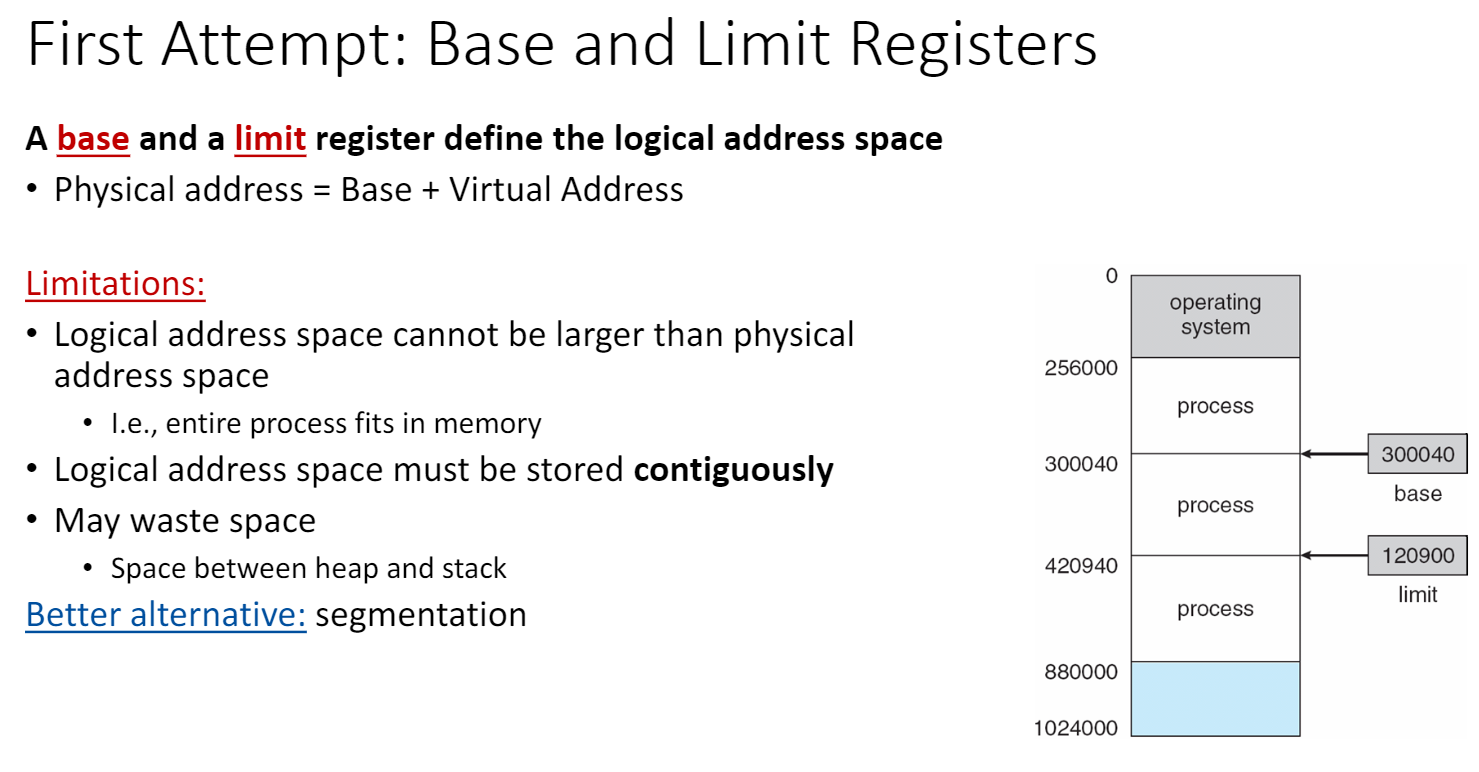 First Attempt: Base and Limit Registers
A base and a limit register define the logical address space
• Physical address = Base + Virtual Address
Limitations:
• Logical address space cannot be larger than physical
address space
• I.e., entire process fits in memory
• Logical address space must be stored contiguously
• May waste space
• Space between heap and stack
Better alternative: segmentation
0
operating
system
256000
process
300040
300040
base
process
420940
120900
limit
process
880000
1024000